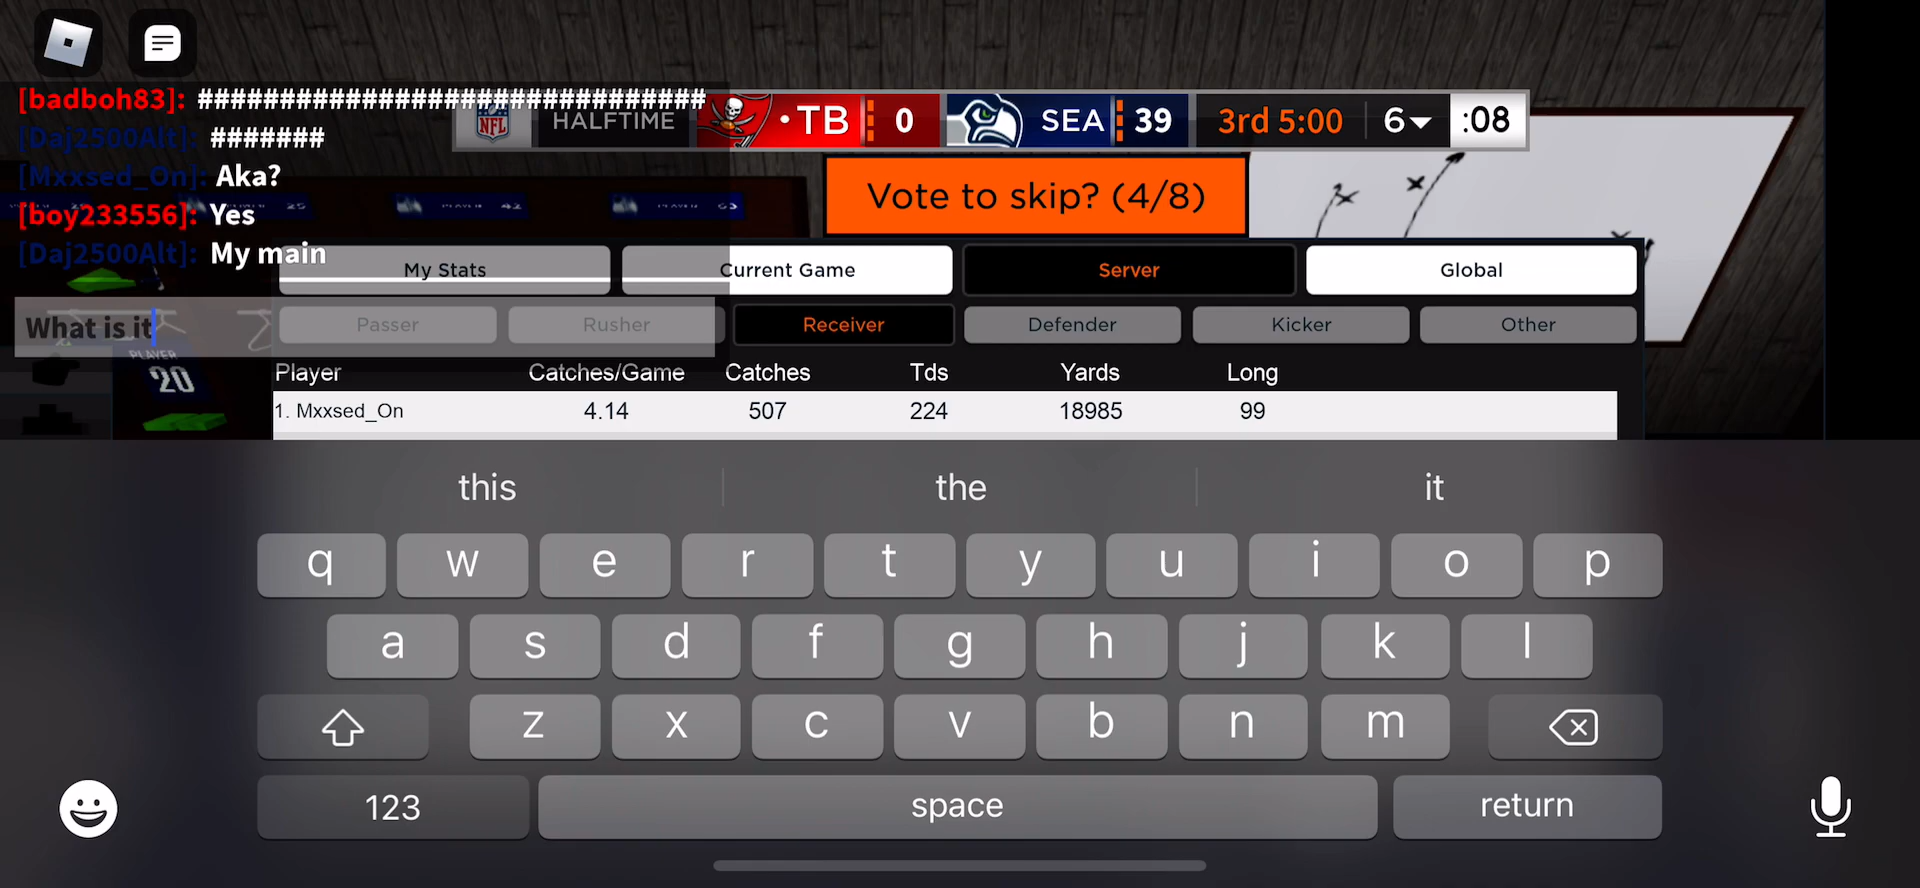 [badboh83]: ###############################
[Daj2500Alt]: #######
[Mxxsed_On]: Aka?
[boy233556]: Yes
[Daj2500Alt]: My main
What is it
NFL HALFTIME • TB 0 SEA 39 3rd 5:00 6 :08
Vote to skip? (4/8)
My Stats Current Game Server Global
Passer Rusher Receiver Defender Kicker Other
PLAYER
20
Player Catches/Game Catches Tds Yards Long
1. Mxxsed_On 4.14 507 224 18985 99
this the it
q w e r t y u i o p
a s d f g h j k l
z x c v b n m
123 space return